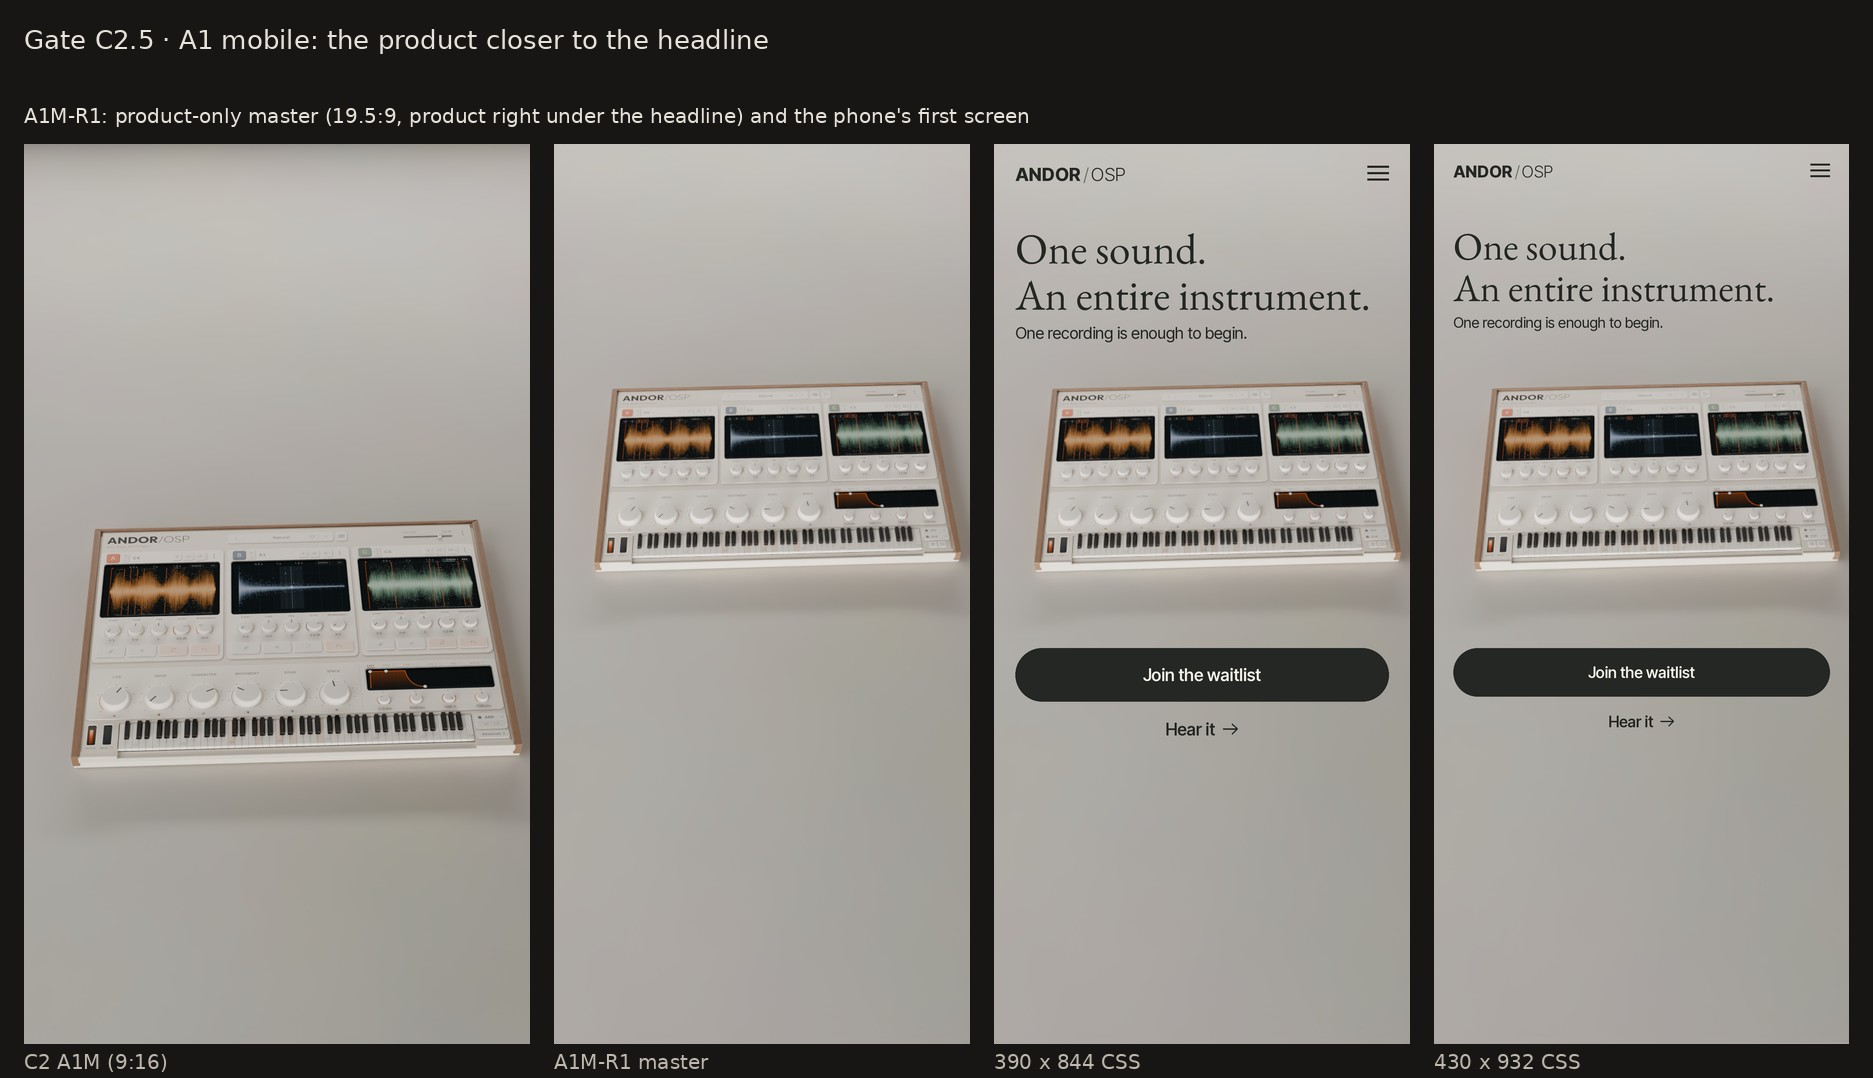 Gate C2.5 · A1 mobile: the product closer to the headline
A1M-R1: product-only master (19.5:9, product right under the headline) and the phone's first screen
ANDOR/OSP
C2 A1M (9:16)
ANDOR/OSP
A1M-R1 master
ANDOR/OSP
One sound.
An entire instrument.
One recording is enough to begin.
ANDOR/OSP
Join the waitlist
Hear it →
390 x 844 CSS
ANDOR/OSP
One sound.
An entire instrument.
One recording is enough to begin.
ANDOR/OSP
Join the waitlist
Hear it →
430 x 932 CSS